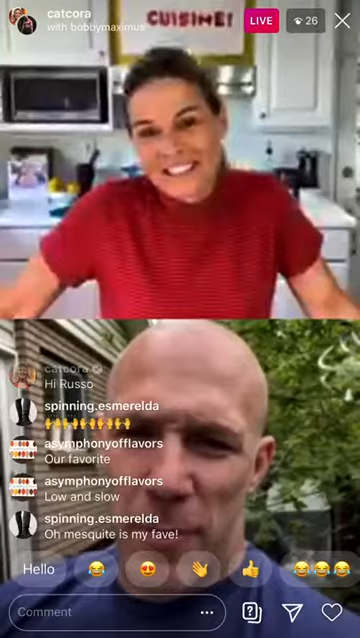 CUISINE!
catcora
with bobbymaximus
LIVE
26
catcora
Hi Russo
spinning.esmerelda
🙌🙌🙌🙌🙌🙌🙌
asymphonyofflavors
Our favorite
asymphonyofflavors
Low and slow
spinning.esmerelda
Oh mesquite is my fave!
Hello
Comment